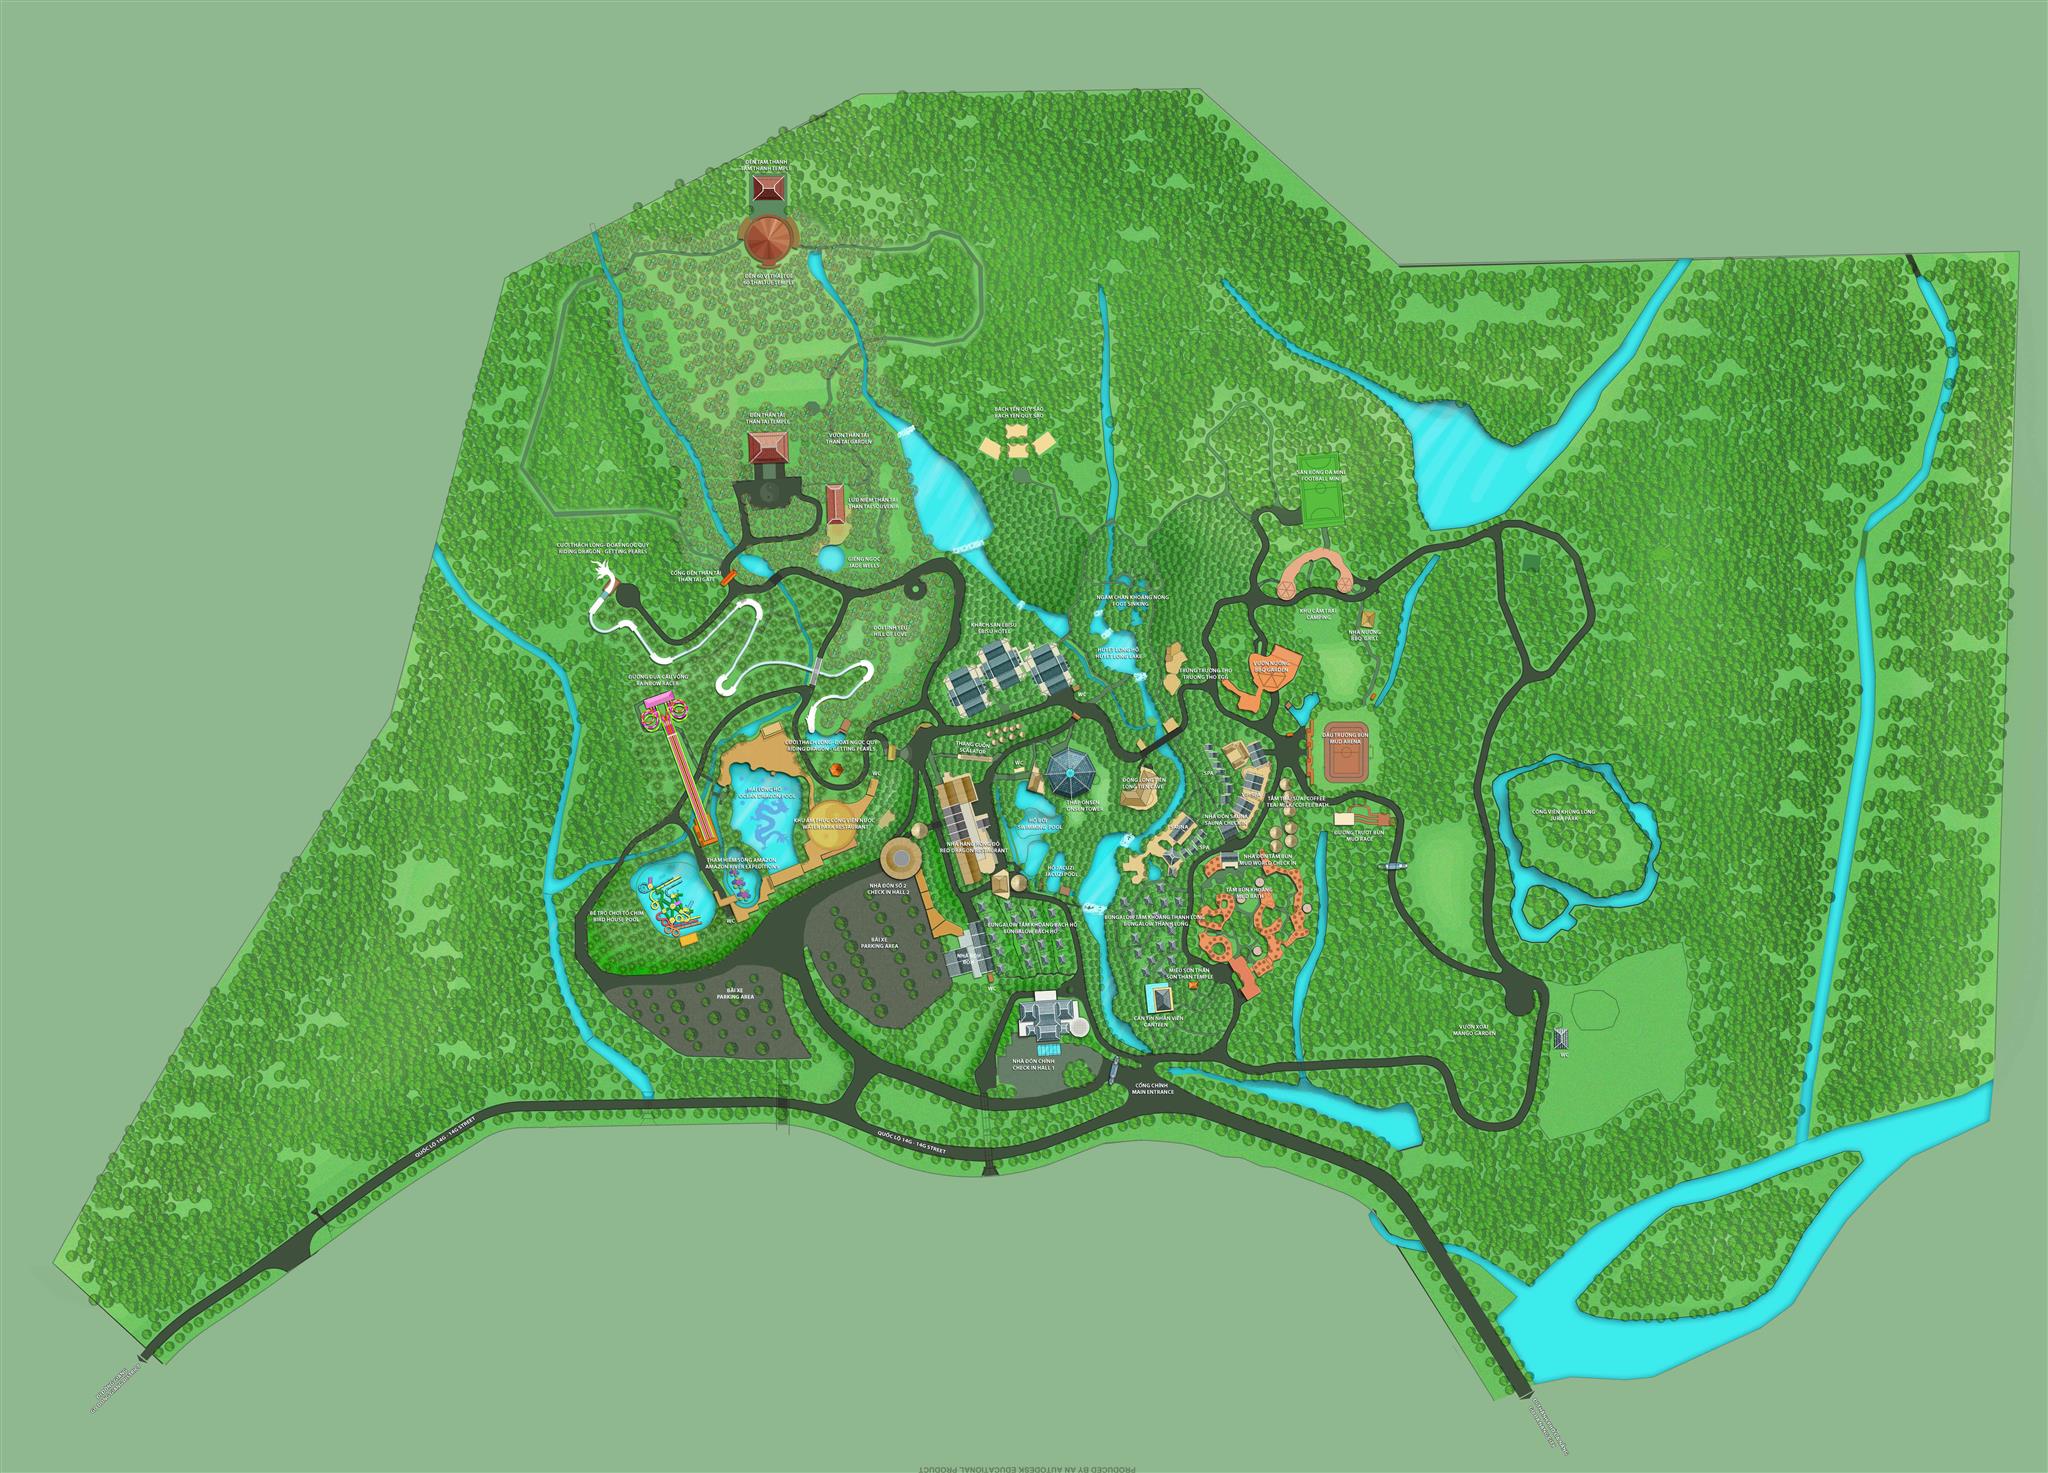 ĐỀN TAM THANH
TAM THANH TEMPLE
ĐỀN 60 VỊ THÁI TUẾ
60 THAI TUE TEMPLE
BẠCH YẾN QUÝ SÀO
BACH YEN QUY SAO
ĐỀN THẦN TÀI
THAN TAI TEMPLE
VƯỜN THẦN TÀI
THAN TAI GARDEN
SÂN BÓNG ĐÁ MINI
FOOTBALL MINI
LƯU NIỆM THẦN TÀI
THAN TAI SOUVENIR
CƯỠI THẠCH LONG- ĐOẠT NGỌC QUÝ
RIDING DRAGON - GETTING PEARLS
GIẾNG NGỌC
JADE WELLS
CỔNG ĐỀN THẦN TÀI
THAN TAI GATE
NGÂM CHÂN KHOÁNG NÓNG
FOOT SINKING
KHU CẮM TRẠI
CAMPING
ĐỒI TÌNH YÊU
HILL OF LOVE
KHÁCH SẠN EBISU
EBISU HOTEL
NHÀ NƯỚNG
BBQ GRILL
HUYỆT LONG HỒ
HUYET LONG LAKE
VƯỜN NƯỚNG
BBQ GARDEN
TRỨNG TRƯỜNG THỌ
TRUONG THO EGG
ĐƯỜNG ĐUA CẦU VỒNG
RAINBOW RACER
WC
CƯỠI THẠCH LONG- ĐOẠT NGỌC QUÝ
RIDING DRAGON - GETTING PEARLS
THANG CUỐN
SCALATOR
ĐẤU TRƯỜNG BÙN
MUD ARENA
WC
WC
SPA
ĐỘNG LONG TIÊN
LONG TIEN CAVE
HẢI LONG HỒ
OCEAN DRAGON POOL
THÁP ONSEN
ONSEN TOWER
TẮM TRÀ/ SỮA/ COFFEE
TEA/ MILK/ COFFEE BATH
CÔNG VIÊN KHỦNG LONG
JURA PARK
KHU ẨM THỰC CÔNG VIÊN NƯỚC
WATER PARK RESTAURANT
HỒ BƠI
SWIMMING POOL
SAUNA
NHÀ ĐÓN SAUNA
SAUNA CHECK IN
ĐƯỜNG TRƯỢT BÙN
MUD RACE
NHÀ HÀNG RỒNG ĐỎ
RED DRAGON RESTAURANT
SPA
THÁM HIỂM SÔNG AMAZON
AMAZON RIVER EXPEDITION
NHÀ ĐÓN TẮM BÙN
MUD WORLD CHECK IN
HỒ JACUZI
JACUZI POOL
NHÀ ĐÓN SỐ 2
CHECK IN HALL 2
TẮM BÙN KHOÁNG
MUD BATH
BỂ TRÒ CHƠI TỔ CHIM
BIRD HOUSE POOL
WC
BUNGALOW TẮM KHOÁNG BẠCH HỔ
BUNGALOW BACH HO
BUNGALOW TẮM KHOÁNG THANH LONG
BUNGALOW THANH LONG
BÃI XE
PARKING AREA
MIẾU SƠN THẦN
SON THAN TEMPLE
WC
BÃI XE
PARKING AREA
CĂN TIN NHÂN VIÊN
CANTEEN
VƯỜN XOÀI
MANGO GARDEN
WC
NHÀ ĐÓN CHÍNH
CHECK IN HALL 1
CỔNG CHÍNH
MAIN ENTRANCE
QUỐC LỘ 14G - 14G STREET
QUỐC LỘ 14G - 14G STREET
PRODUCED BY AN AUTODESK EDUCATIONAL PRODUCT